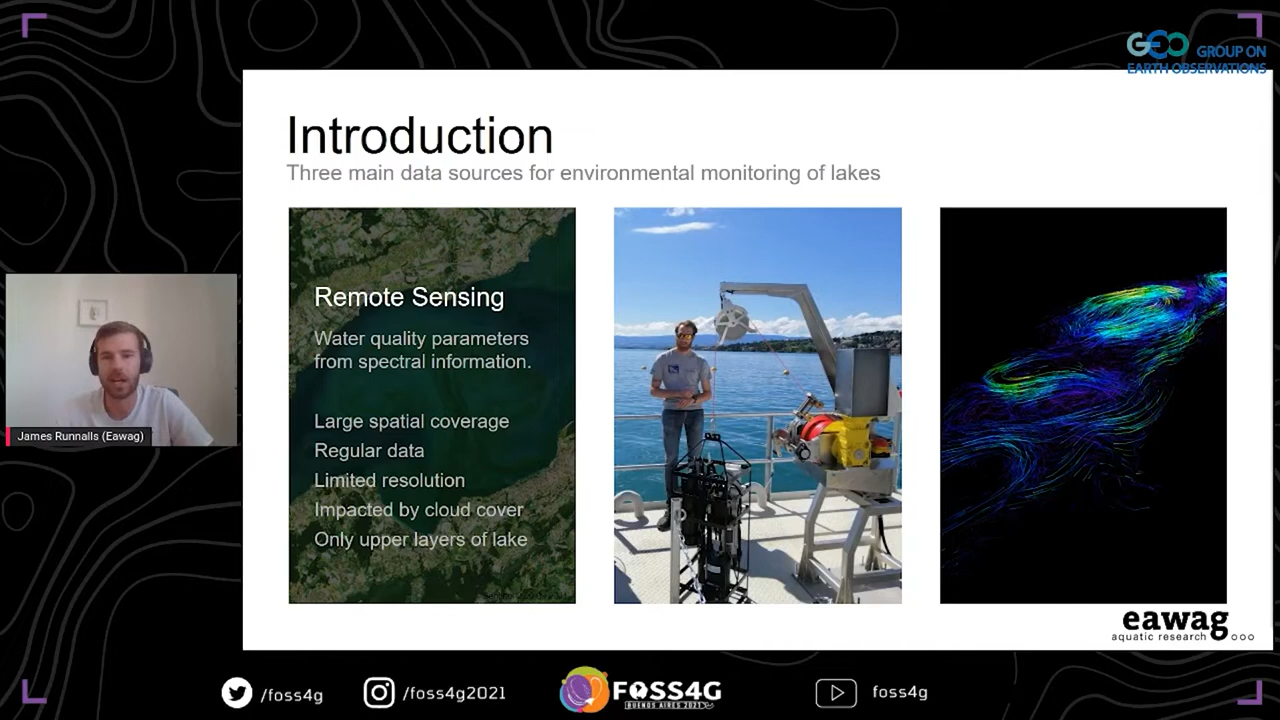 GEO GROUP ON
EARTH OBSERVATIONS
Introduction
Three main data sources for environmental monitoring of lakes
Remote Sensing
Water quality parameters
from spectral information.
Large spatial coverage
Regular data
Limited resolution
Impacted by cloud cover
Only upper layers of lake
James Runnalls (Eawag)
eawag
aquatic research
/foss4g
/foss4g2021
FOSS4G
BUENOS AIRES 2021
foss4g